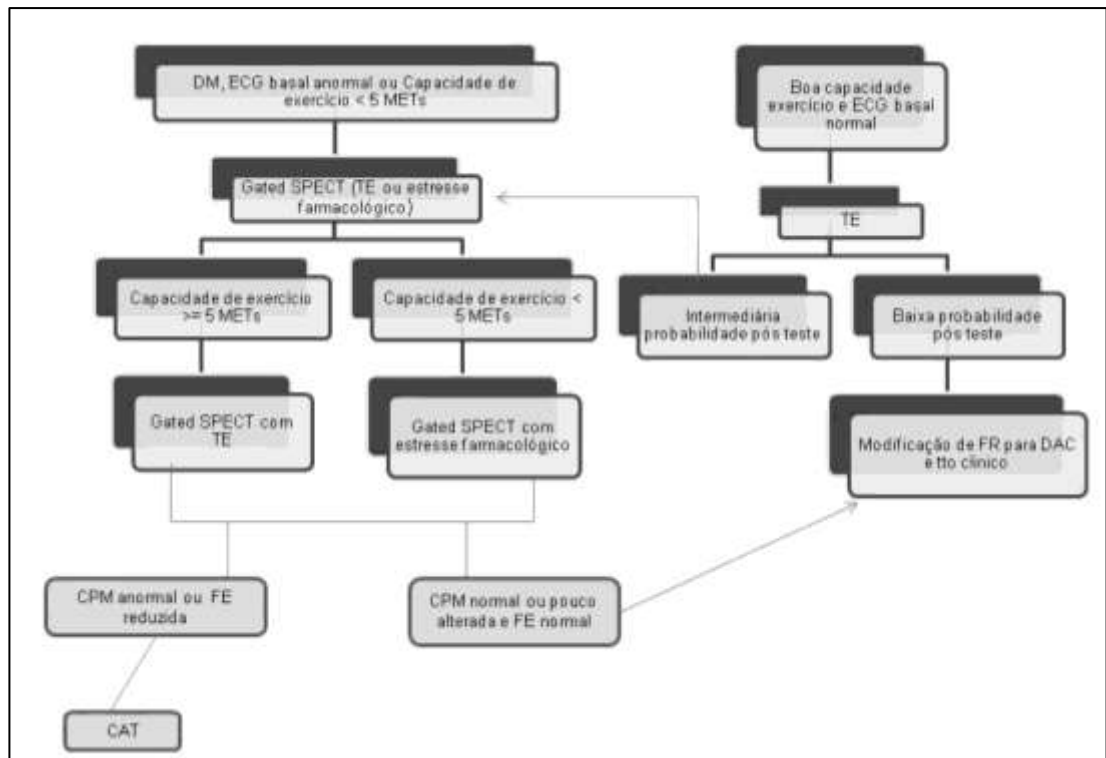 DM, ECG basal anormal ou Capacidade de
exercício < 5 METs
Boa capacidade
exercício e ECG basal
normal
Gated SPECT (TE ou estresse
farmacológico)
TE
Capacidade de exercício
>= 5 METs
Capacidade de exercício <
5 METs
Intermediária
probabilidade pós teste
Baixa probabilidade
pós teste
Gated SPECT com
TE
Gated SPECT com
estresse farmacológico
Modificação de FR para DAC
e tto clínico
CPM anormal ou FE
reduzida
CPM normal ou pouco
alterada e FE normal
CAT